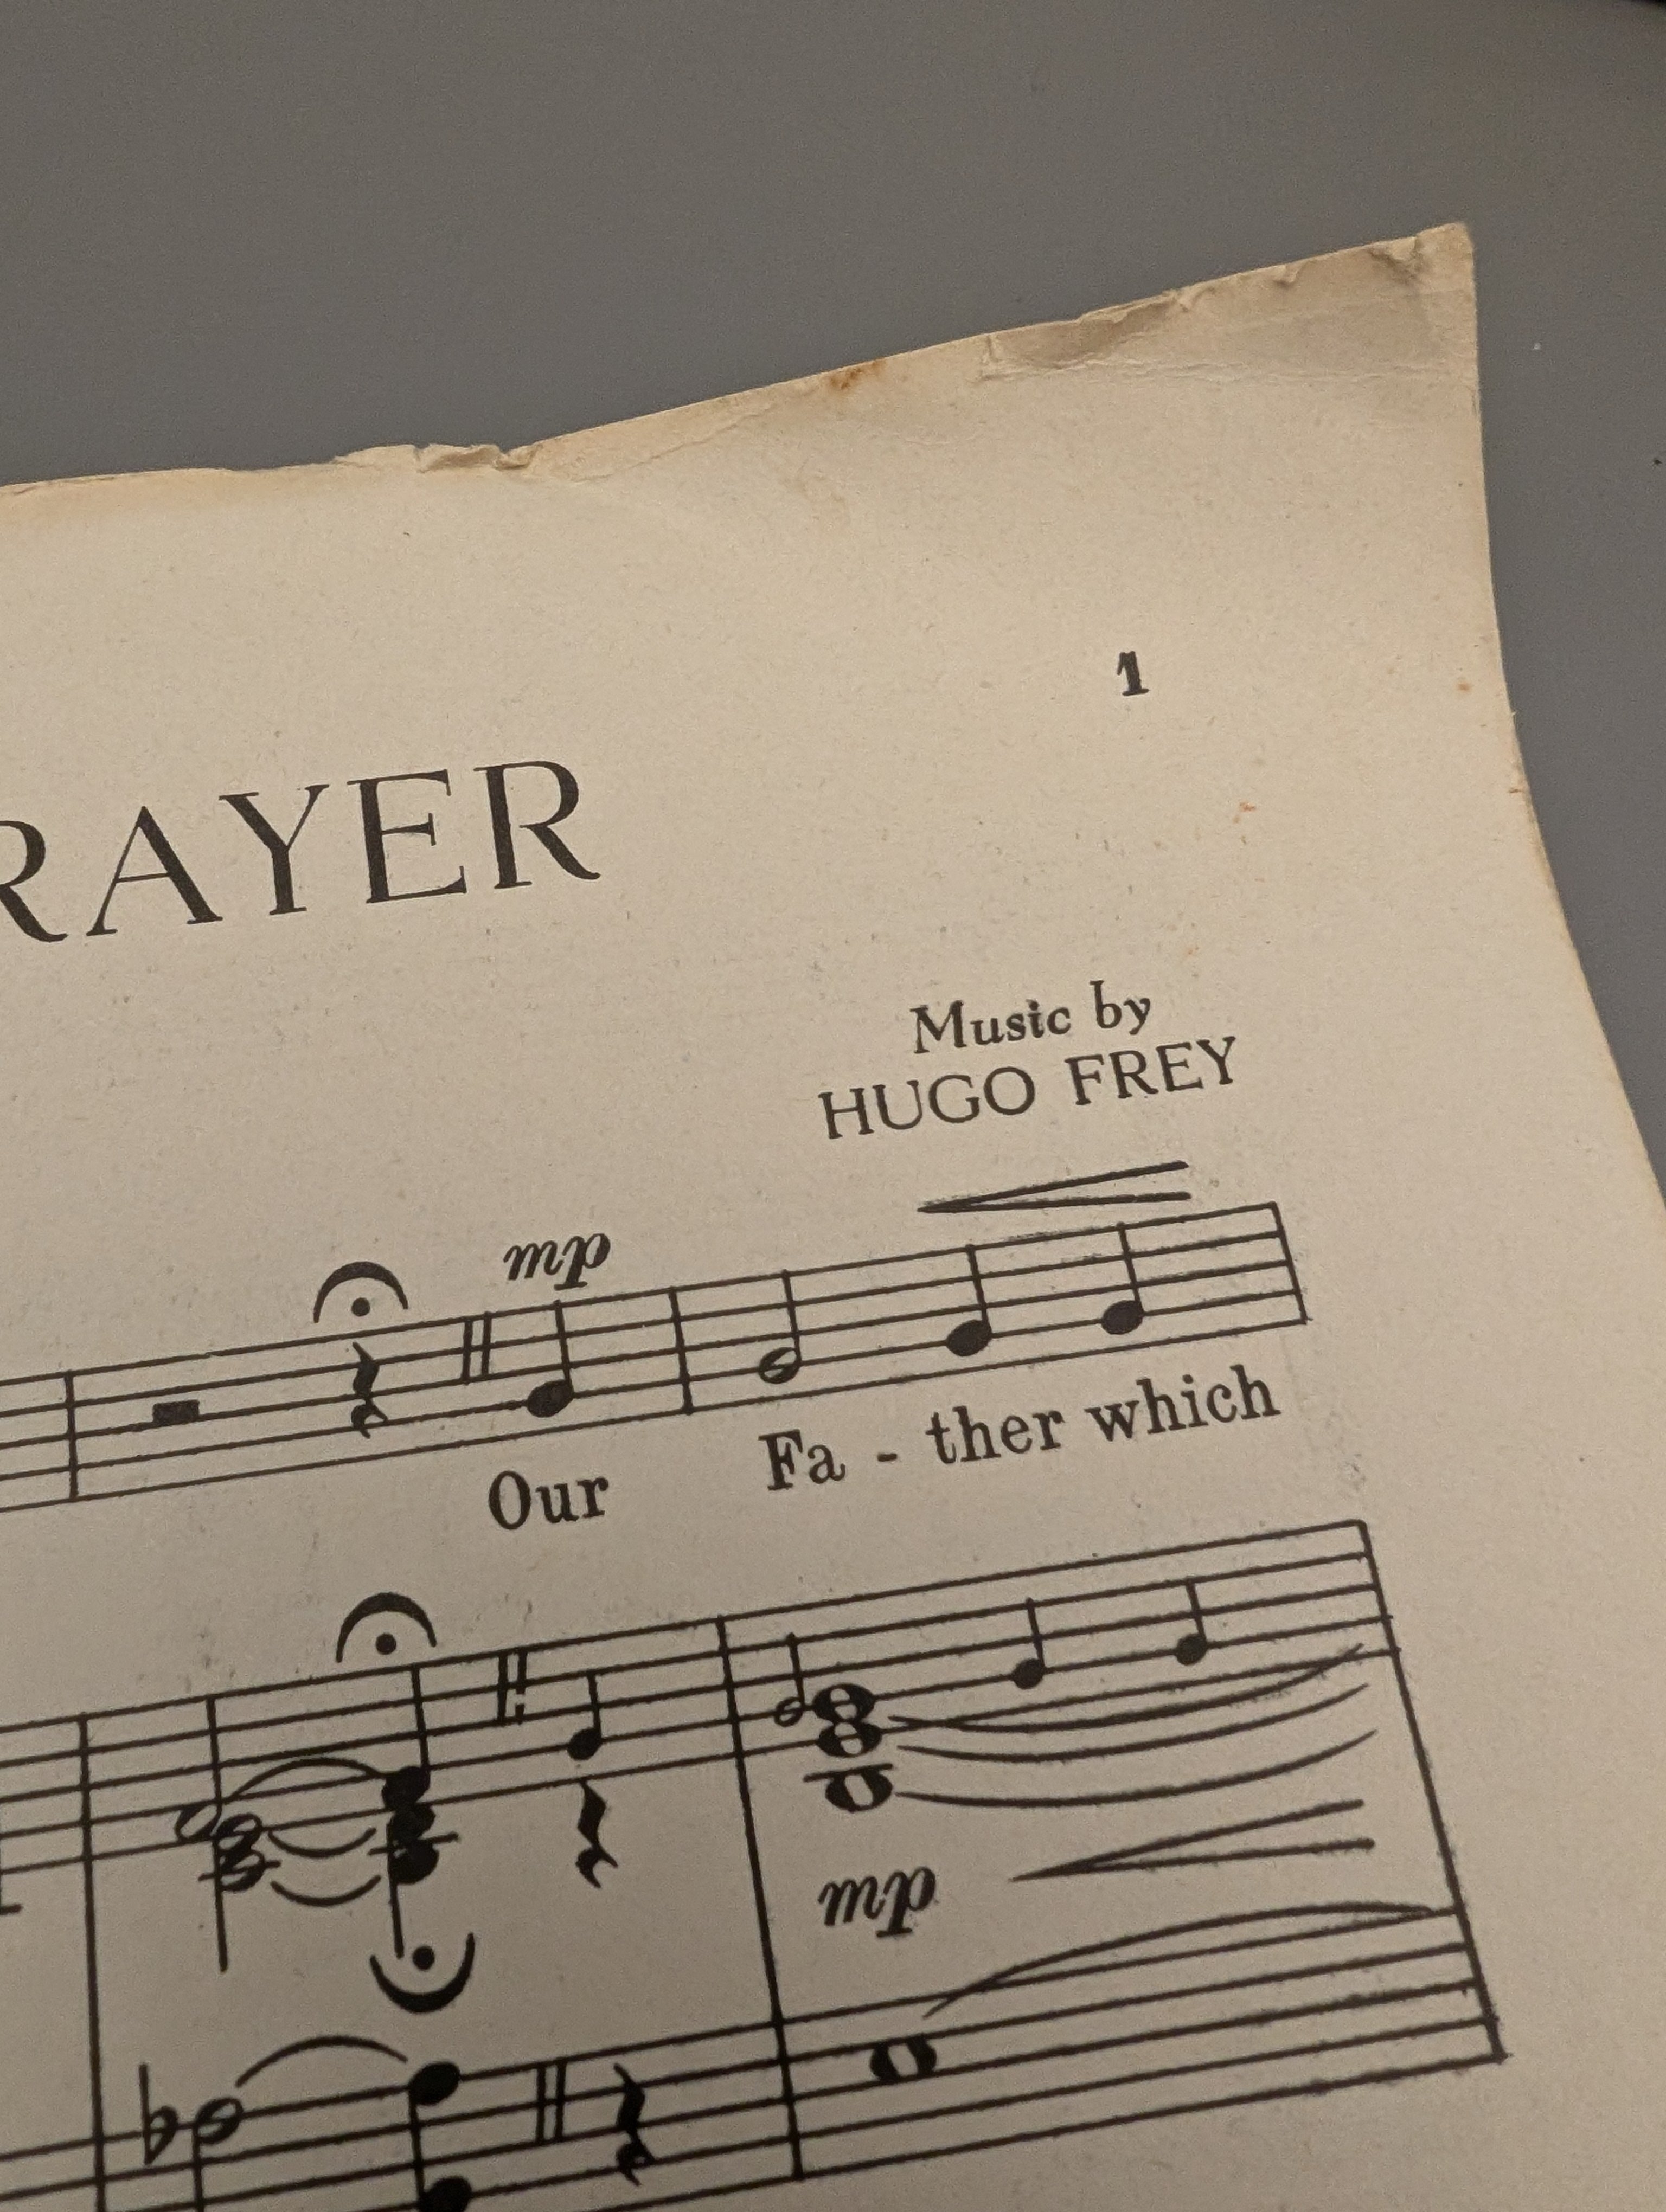 1
RAYER
Music by
HUGO FREY
mp
Our Fa - ther which
mp